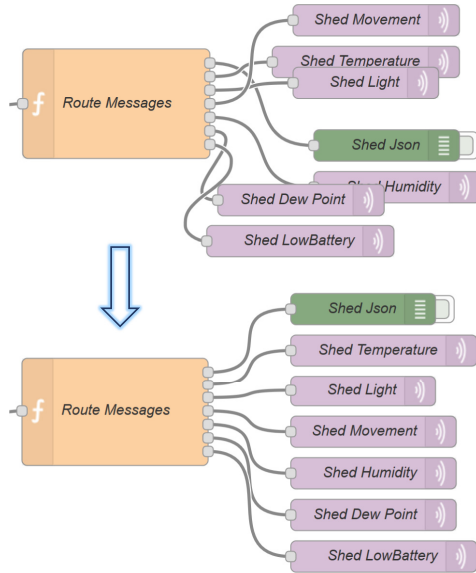 Shed Movement
Shed Temperature
Shed Light
Route Messages
Shed Json
Shed Humidity
Shed Dew Point
Shed LowBattery
Shed Json
Shed Temperature
Shed Light
Route Messages
Shed Movement
Shed Humidity
Shed Dew Point
Shed LowBattery